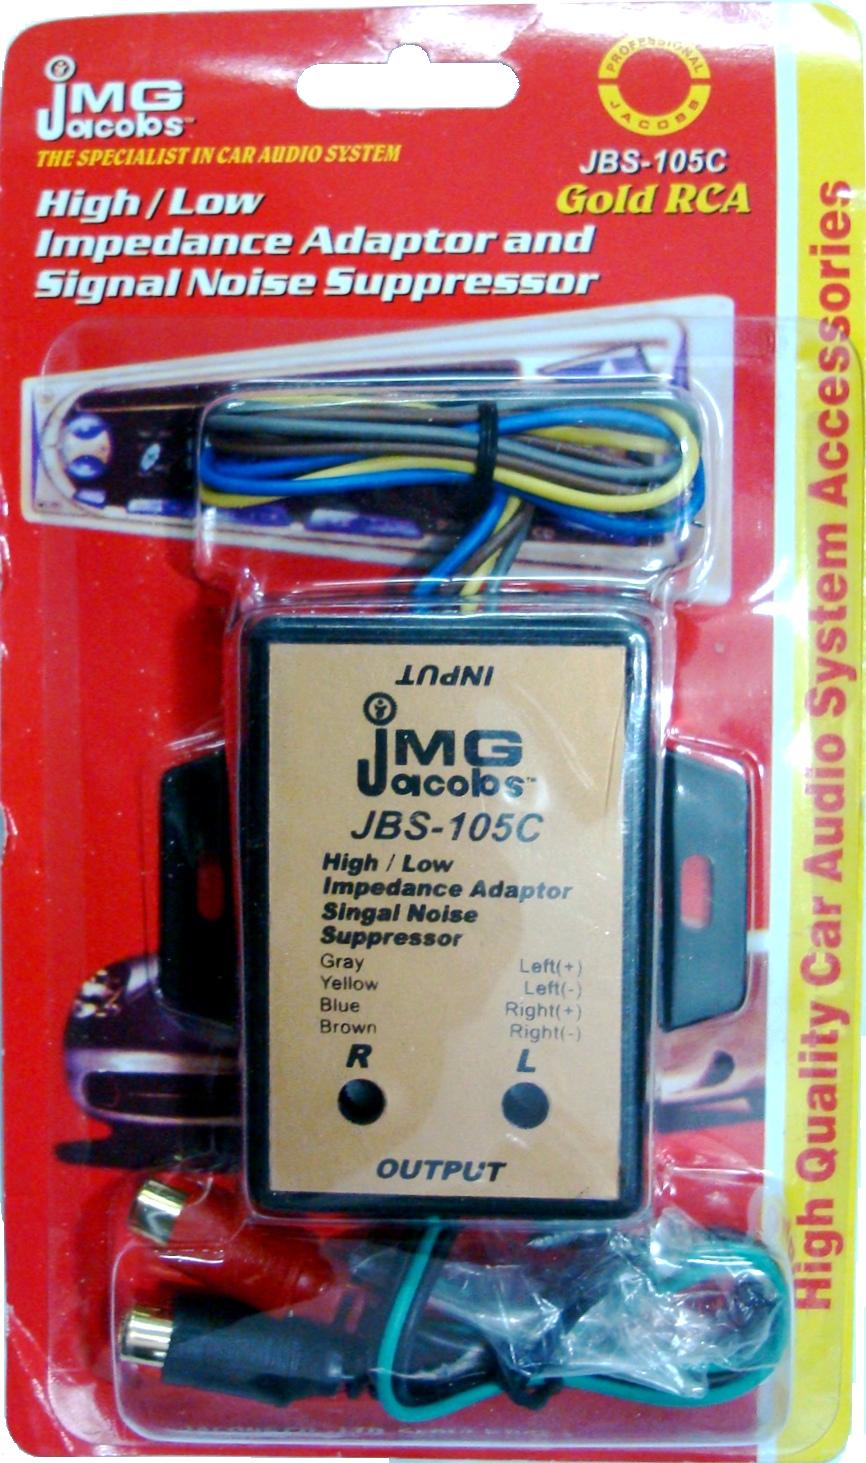 JMG
Jacobs™
THE SPECIALIST IN CAR AUDIO SYSTEM
High / Low
Impedance Adaptor and
Signal Noise Suppressor
PROFESSIONAL
JACOBS
JBS-105C
Gold RCA
High Quality Car Audio System Accessories
INPUT
JMG
Jacobs™
JBS-105C
High / Low
Impedance Adaptor
Singal Noise
Suppressor
Gray Left(+)
Yellow Left(-)
Blue Right(+)
Brown Right(-)
R L
OUTPUT